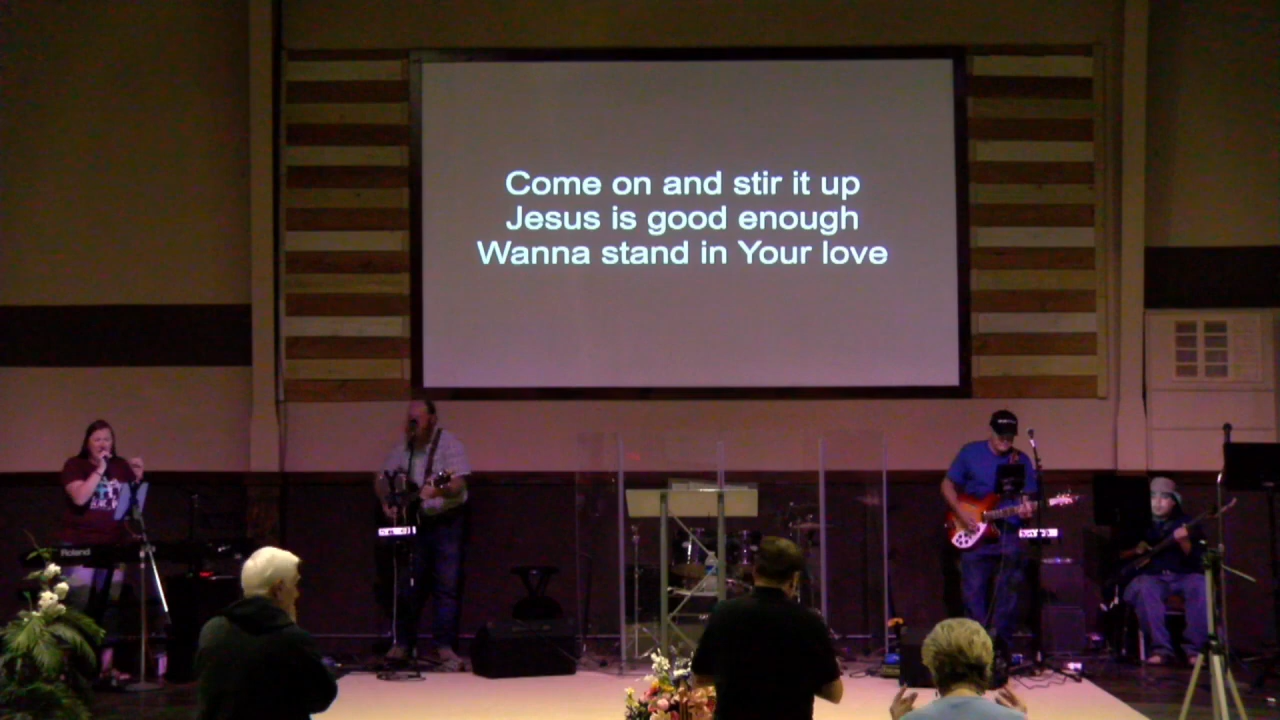 Come on and stir it up
Jesus is good enough
Wanna stand in Your love
Roland